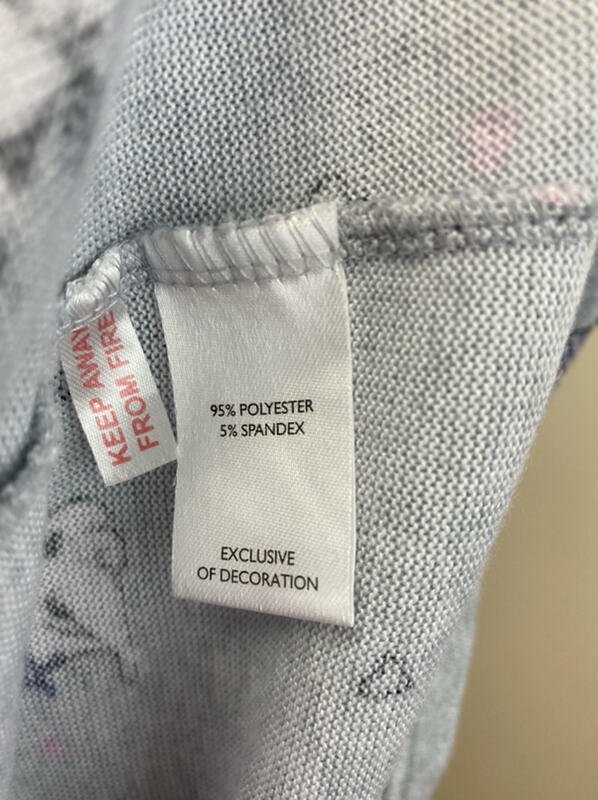 KEEP AWAY
FROM FIRE
95% POLYESTER
5% SPANDEX
EXCLUSIVE
OF DECORATION